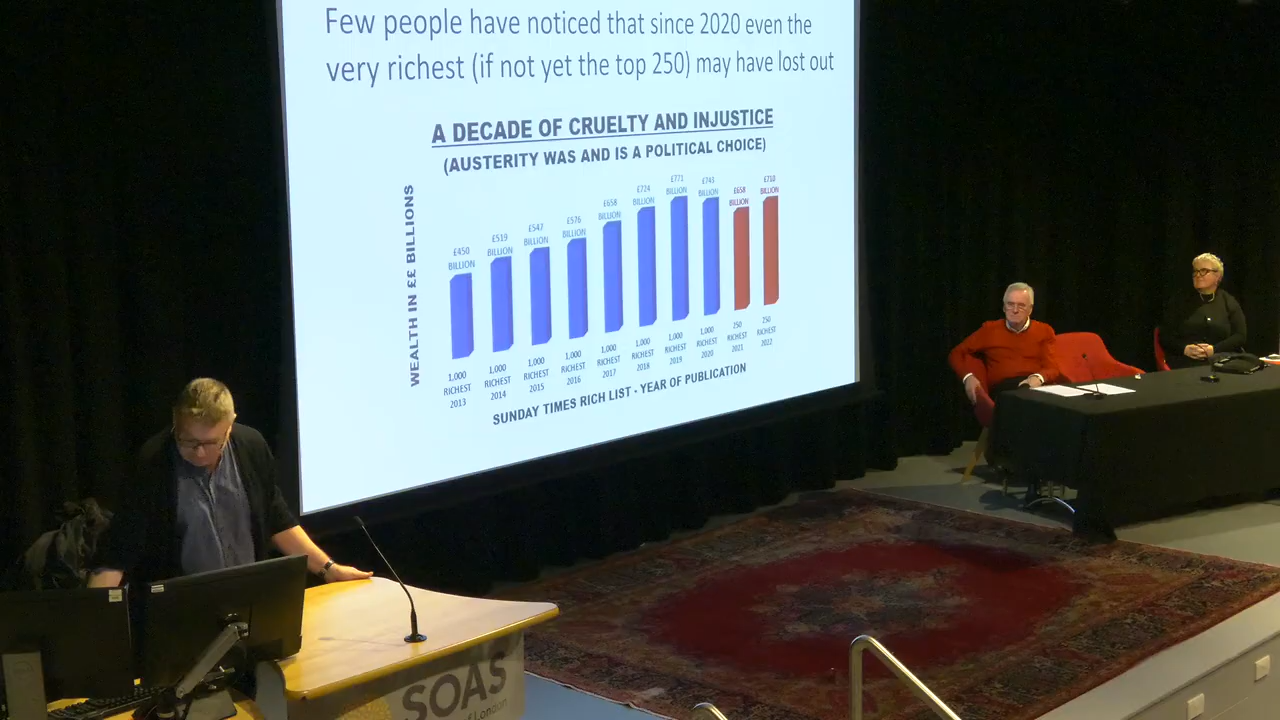 Few people have noticed that since 2020 even the
very richest (if not yet the top 250) may have lost out
A DECADE OF CRUELTY AND INJUSTICE
(AUSTERITY WAS AND IS A POLITICAL CHOICE)
WEALTH IN ££ BILLIONS
£450
BILLION
£519
BILLION
£547
BILLION
£576
BILLION
£658
BILLION
£724
BILLION
£771
BILLION
£743
BILLION
£658
BILLION
£710
BILLION
1,000
RICHEST
2013
1,000
RICHEST
2014
1,000
RICHEST
2015
1,000
RICHEST
2016
1,000
RICHEST
2017
1,000
RICHEST
2018
1,000
RICHEST
2019
1,000
RICHEST
2020
250
RICHEST
2021
250
RICHEST
2022
SUNDAY TIMES RICH LIST - YEAR OF PUBLICATION
SOAS
of London